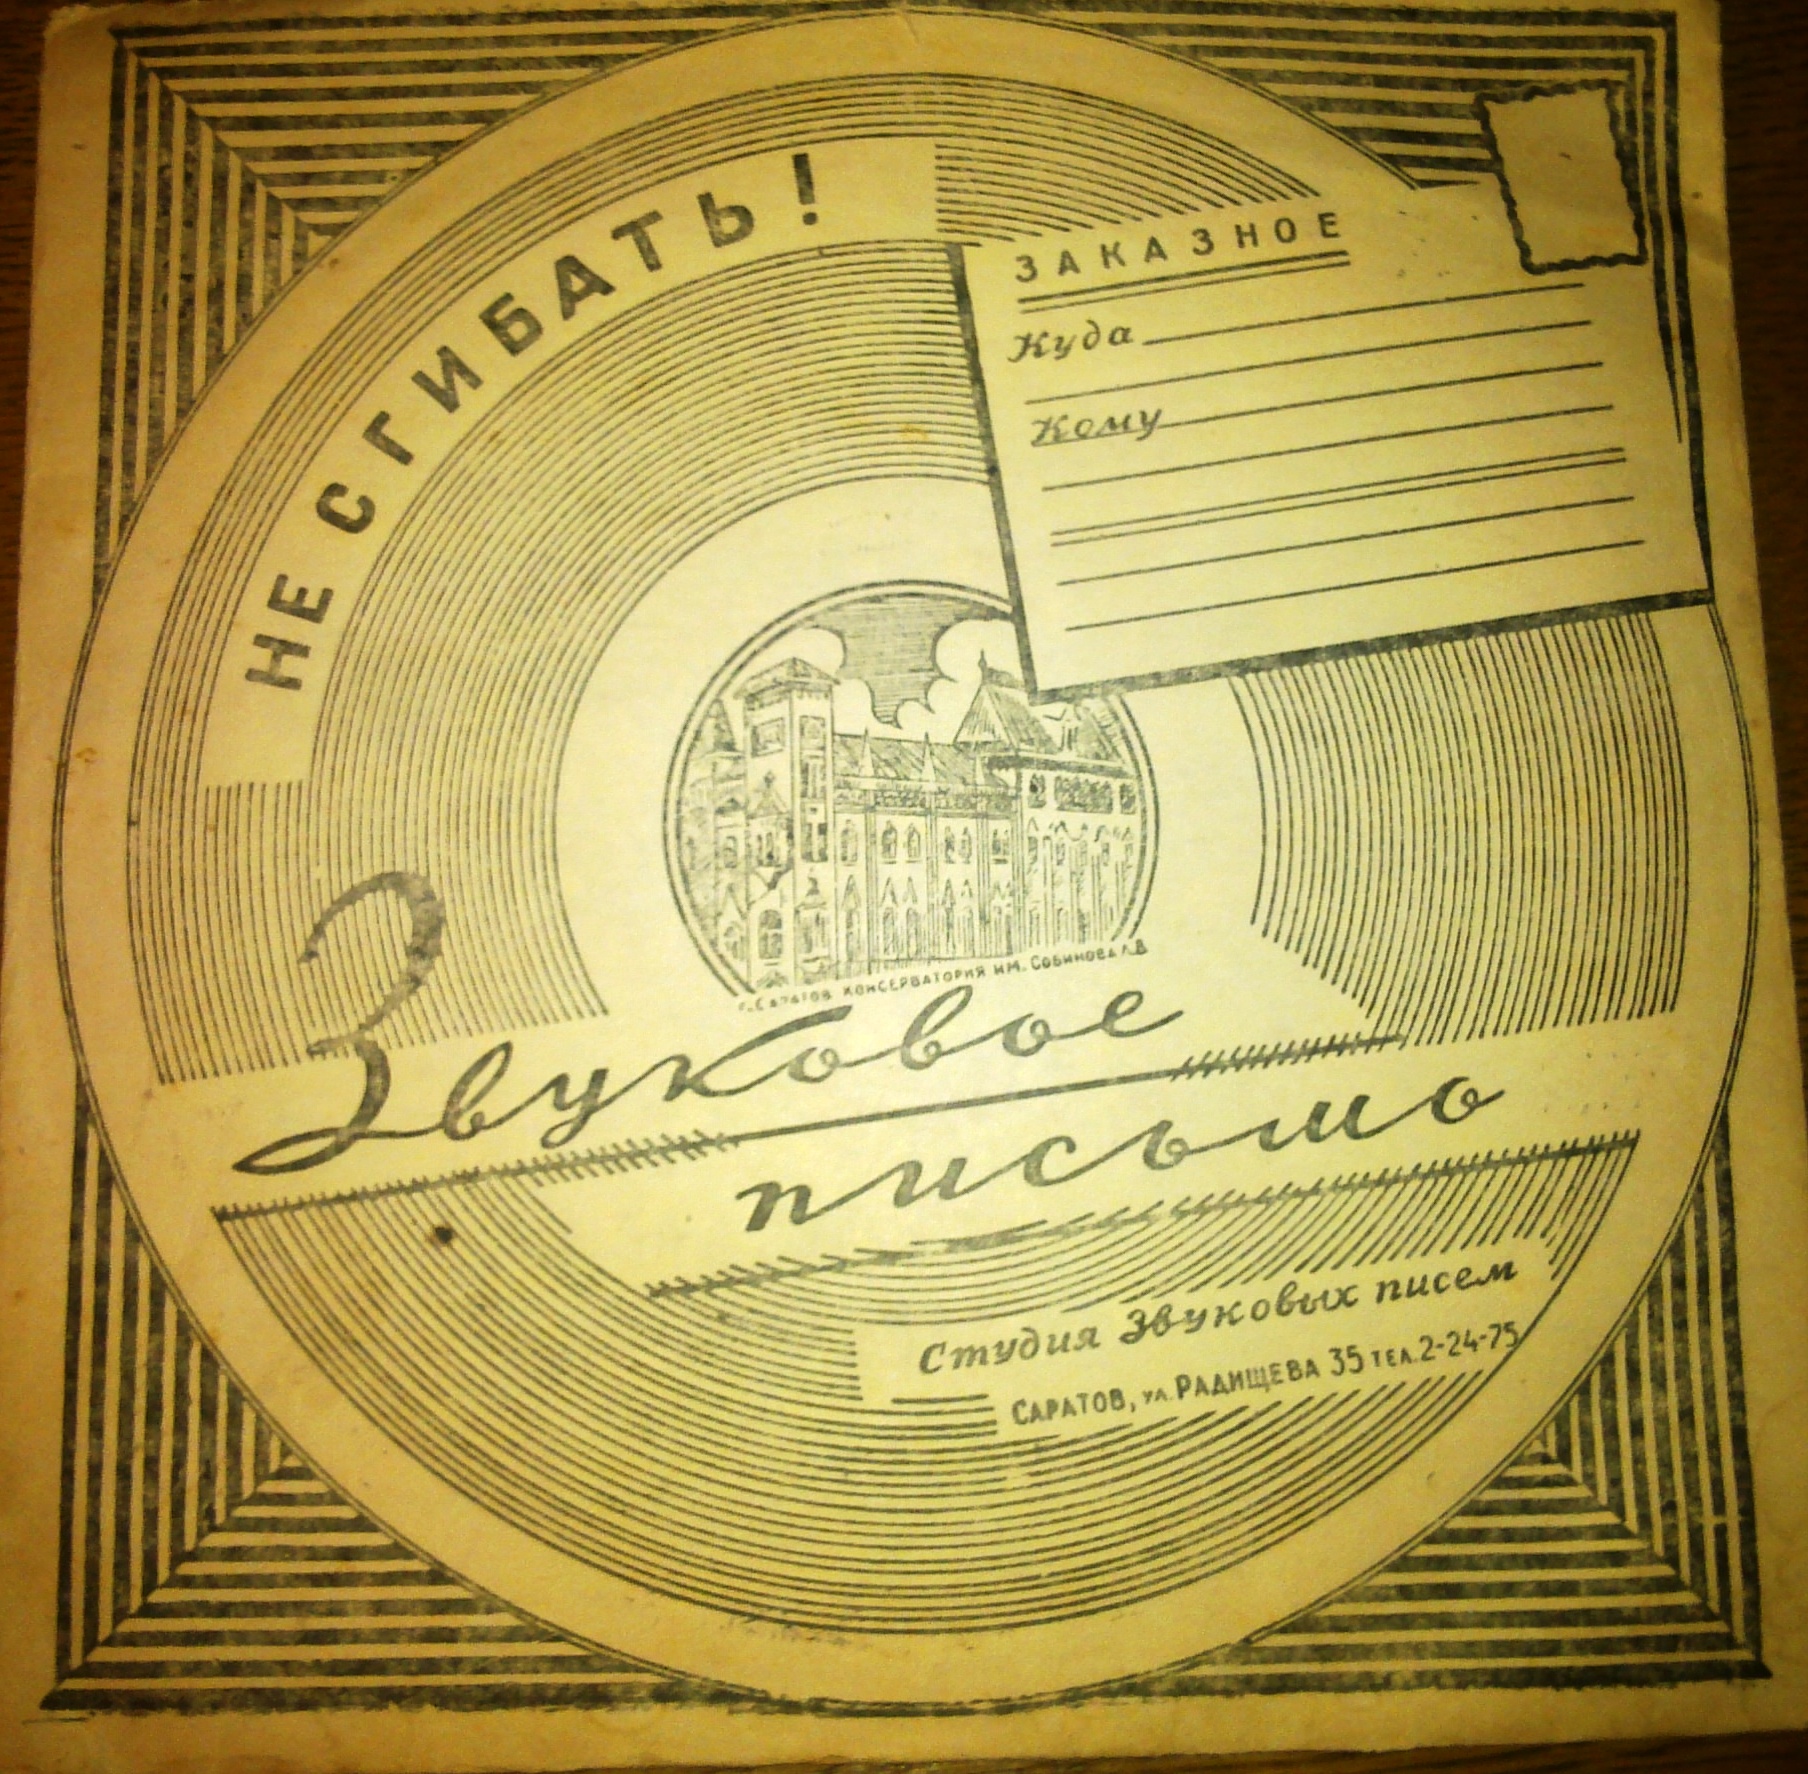 НЕ СГИБАТЬ!
ЗАКАЗНОЕ
Куда
Кому
г. Саратов консерватория им. Собинова Л.В.
Звуковое
письмо
Студия Звуковых писем
Саратов, ул. Радищева 35 тел. 2-24-75